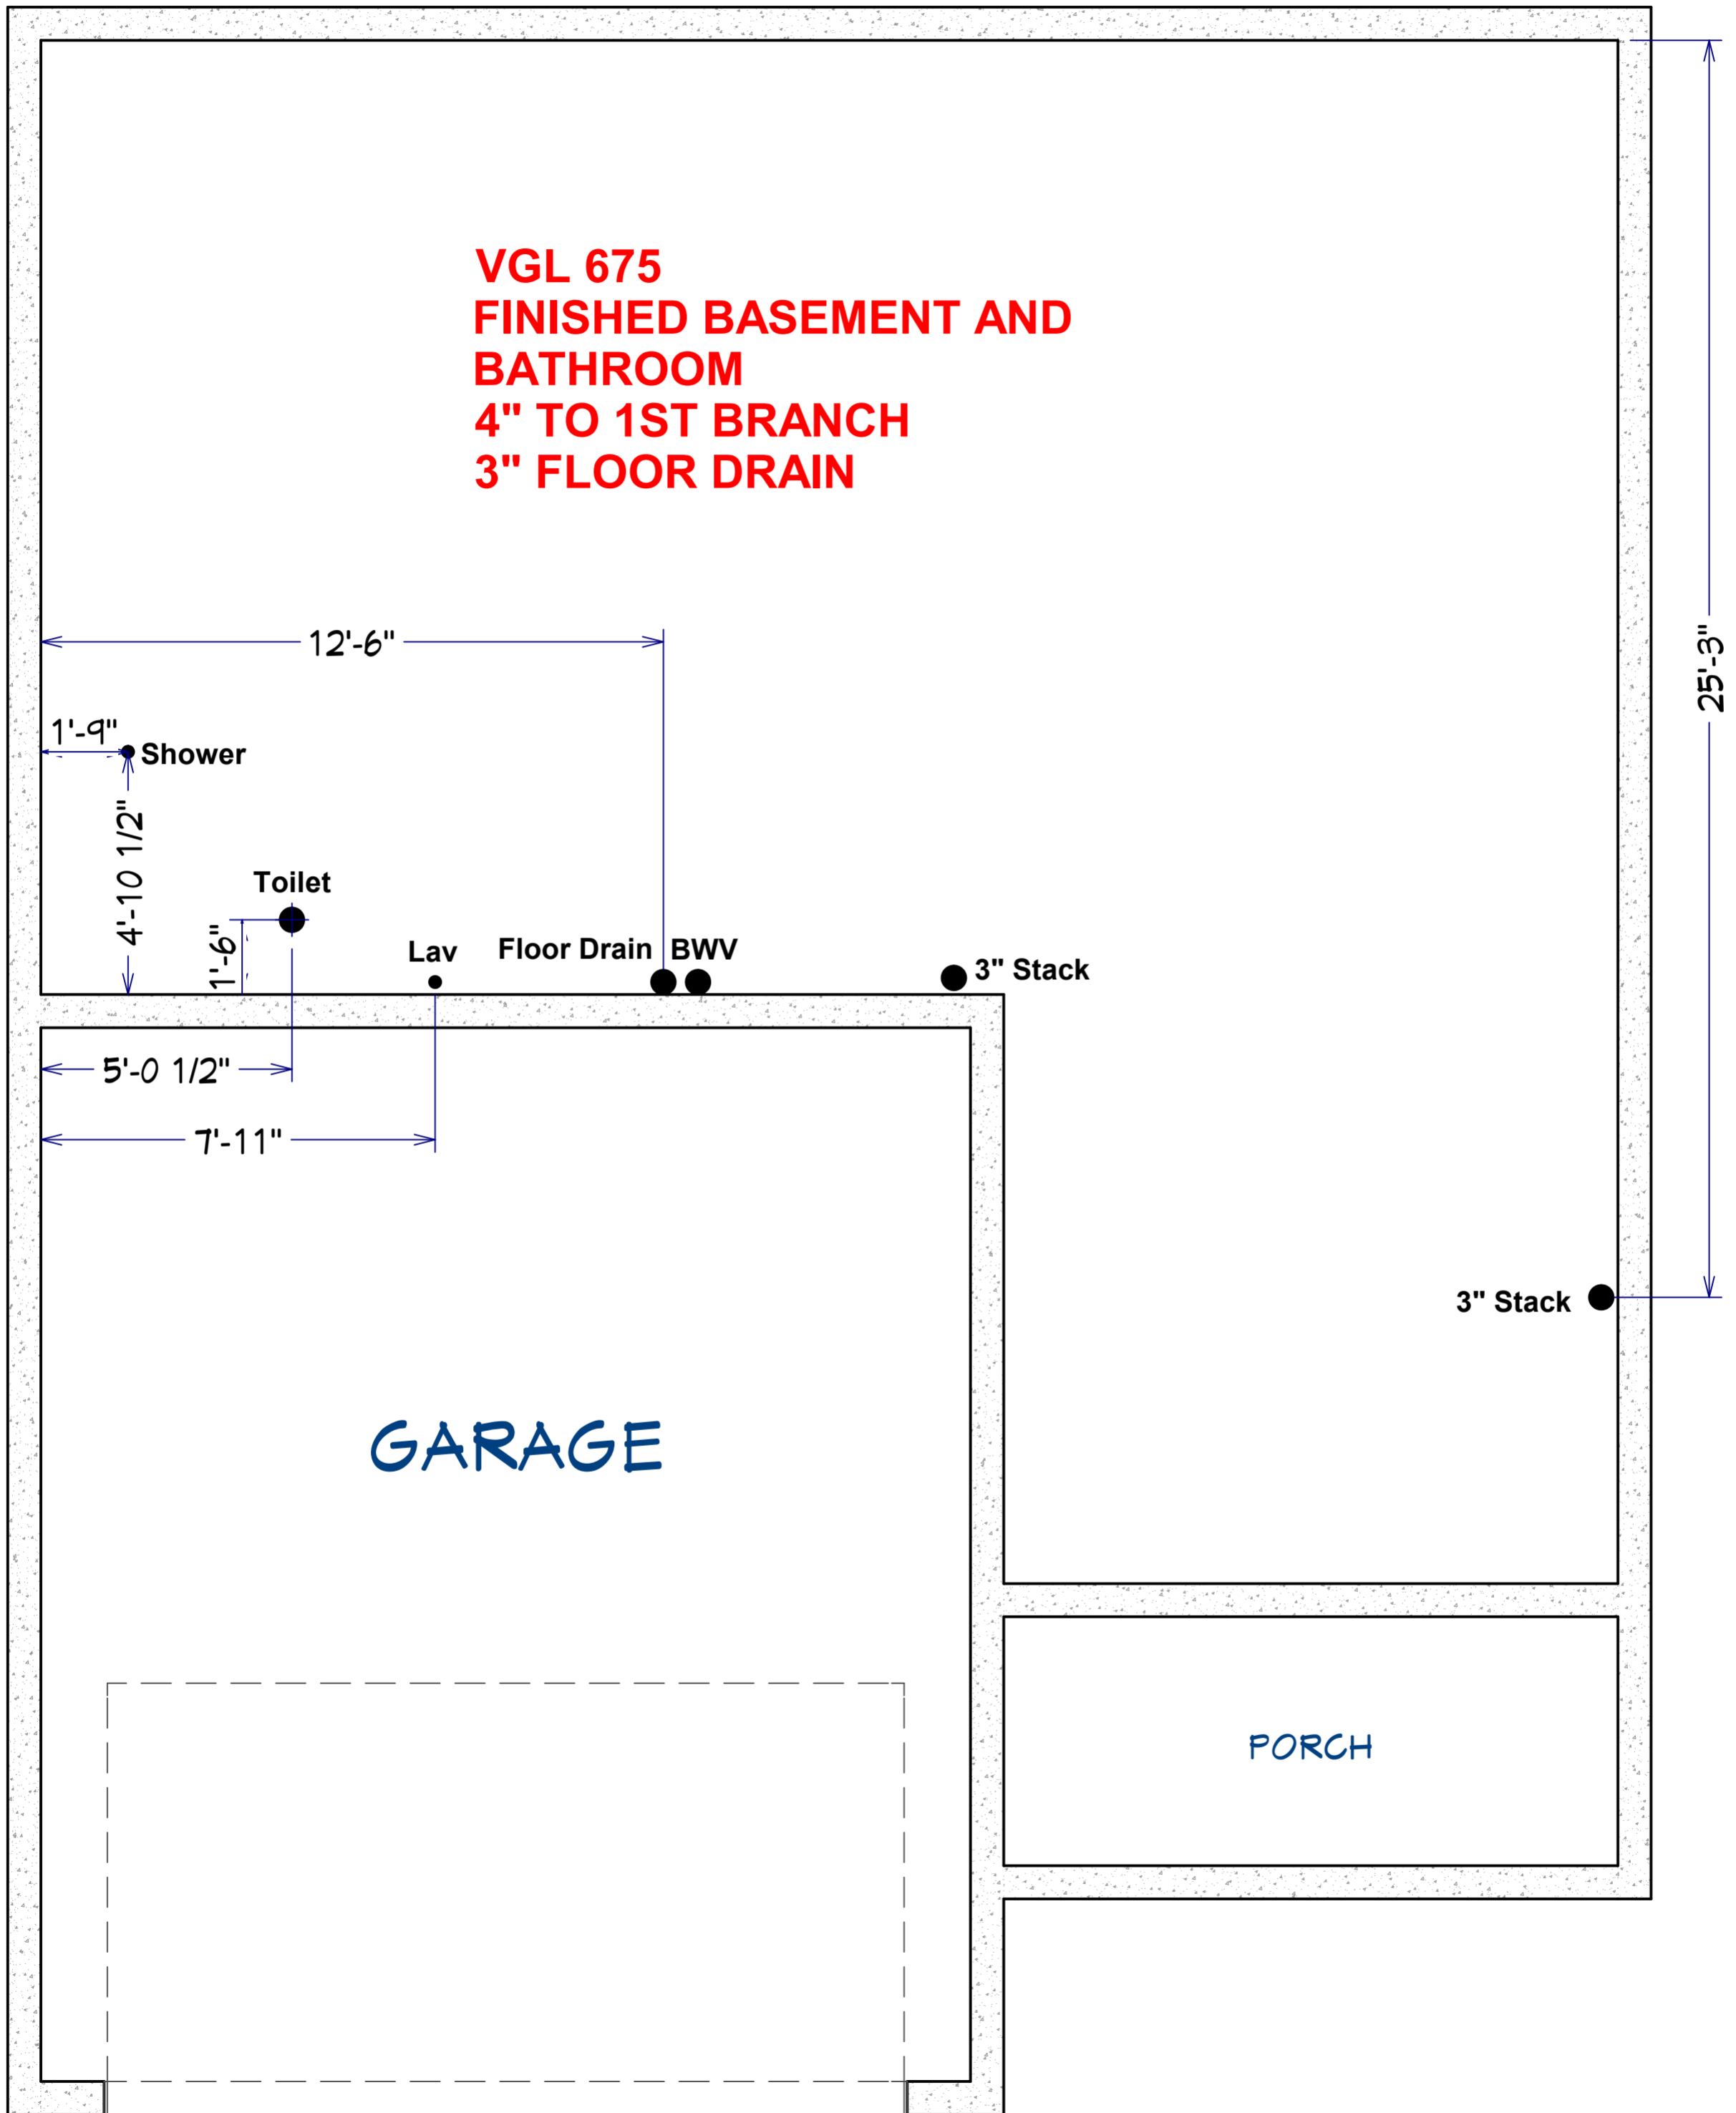 VGL 675
FINISHED BASEMENT AND
BATHROOM
4" TO 1ST BRANCH
3" FLOOR DRAIN
12'-6"
25'-3"
1'-9"
Shower
4'-10 1/2"
Toilet
1'-6"
Lav
Floor Drain
BWV
3" Stack
5'-0 1/2"
7'-11"
3" Stack
GARAGE
PORCH